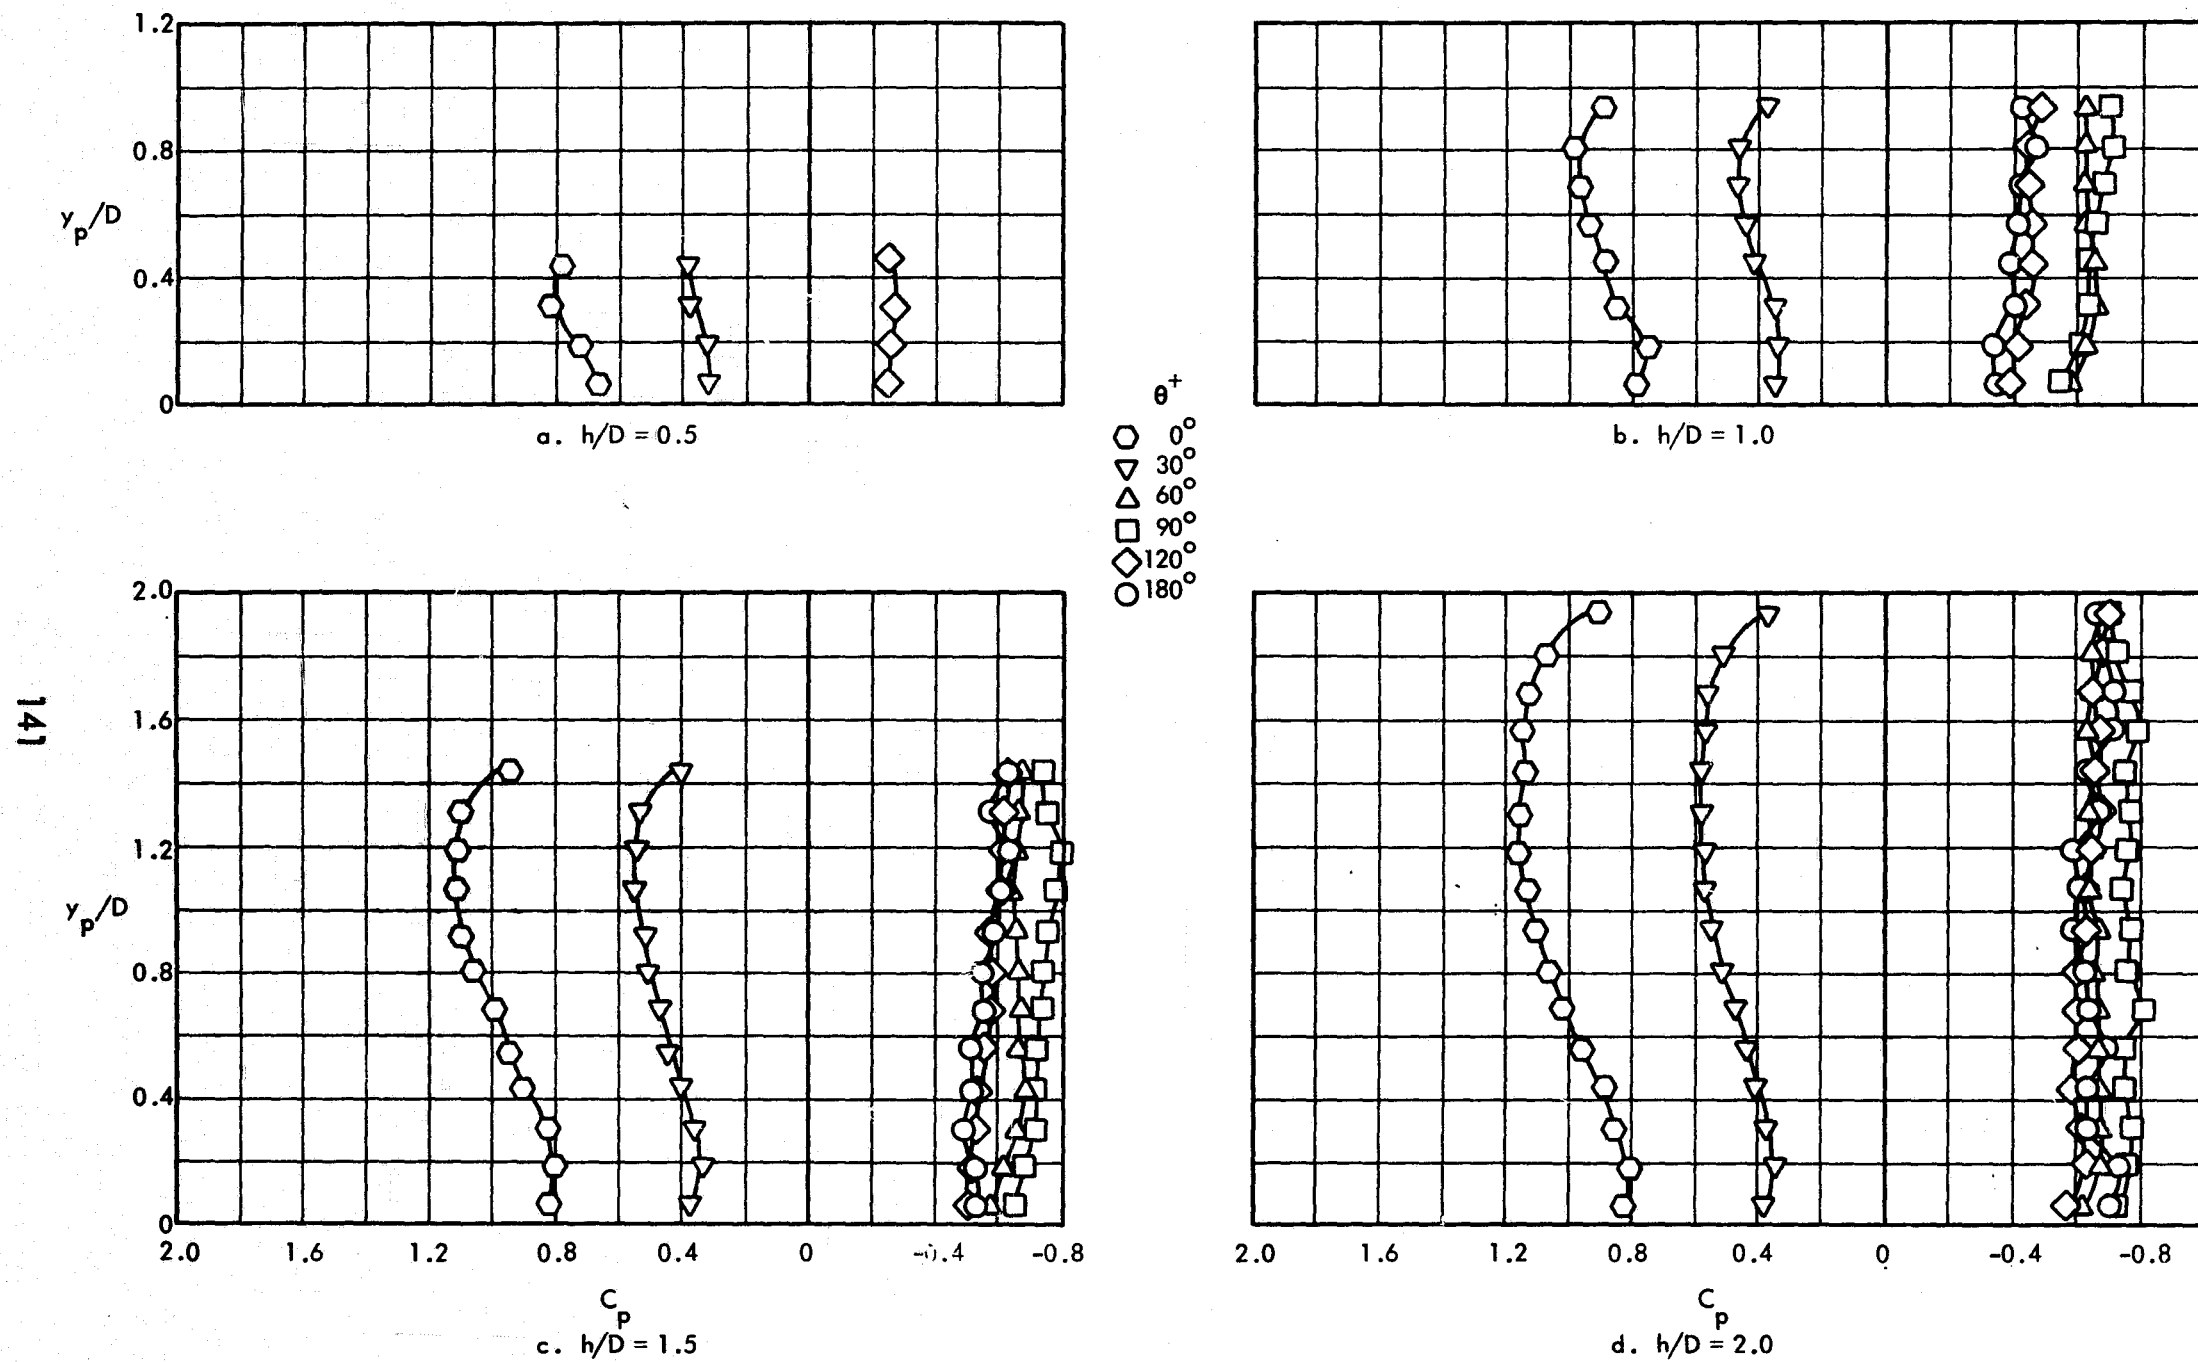 1.2
0.8
y_p/D
0.4
0
a. h/D = 0.5
b. h/D = 1.0
θ⁺
0°
30°
60°
90°
120°
180°
2.0
1.6
1.2
y_p/D
0.8
0.4
0
2.0 1.6 1.2 0.8 0.4 0 -0.4 -0.8
C_p
c. h/D = 1.5
2.0 1.6 1.2 0.8 0.4 0 -0.4 -0.8
C_p
d. h/D = 2.0
141